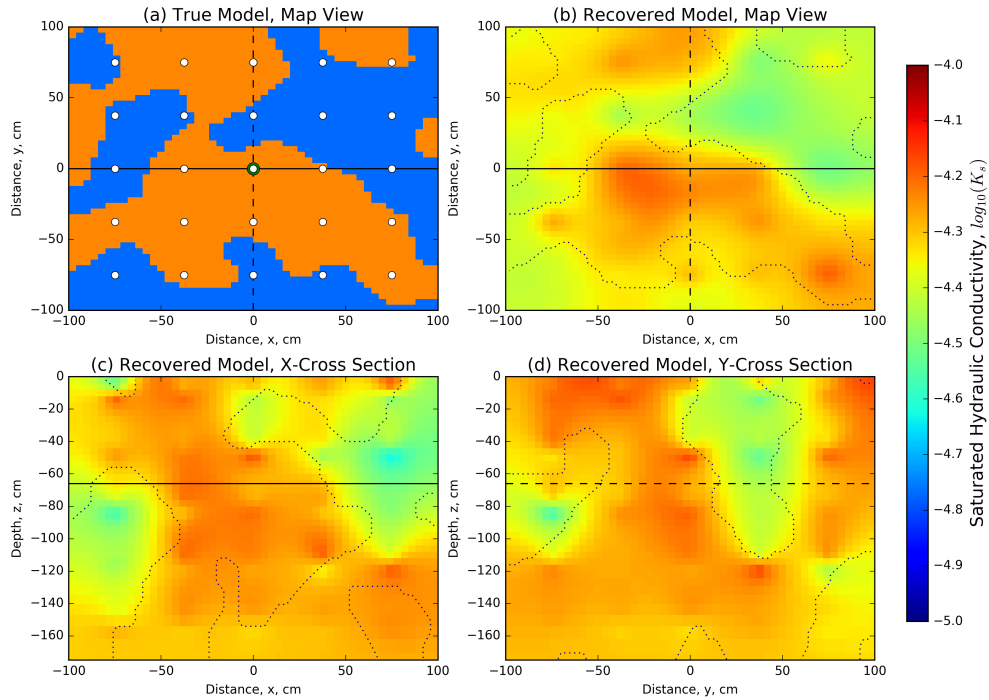 (a) True Model, Map View
(b) Recovered Model, Map View
100
50
0
−50
−100
Distance, y, cm
−100 −50 0 50 100
Distance, x, cm
100
50
0
−50
−100
Distance, y, cm
−100 −50 0 50 100
Distance, x, cm
(c) Recovered Model, X-Cross Section
(d) Recovered Model, Y-Cross Section
0
−20
−40
−60
−80
−100
−120
−140
−160
Depth, z, cm
−100 −50 0 50 100
Distance, x, cm
0
−20
−40
−60
−80
−100
−120
−140
−160
Depth, z, cm
−100 −50 0 50 100
Distance, y, cm
−4.0
−4.1
−4.2
−4.3
−4.4
−4.5
−4.6
−4.7
−4.8
−4.9
−5.0
Saturated Hydraulic Conductivity, log₁₀(Kₛ)